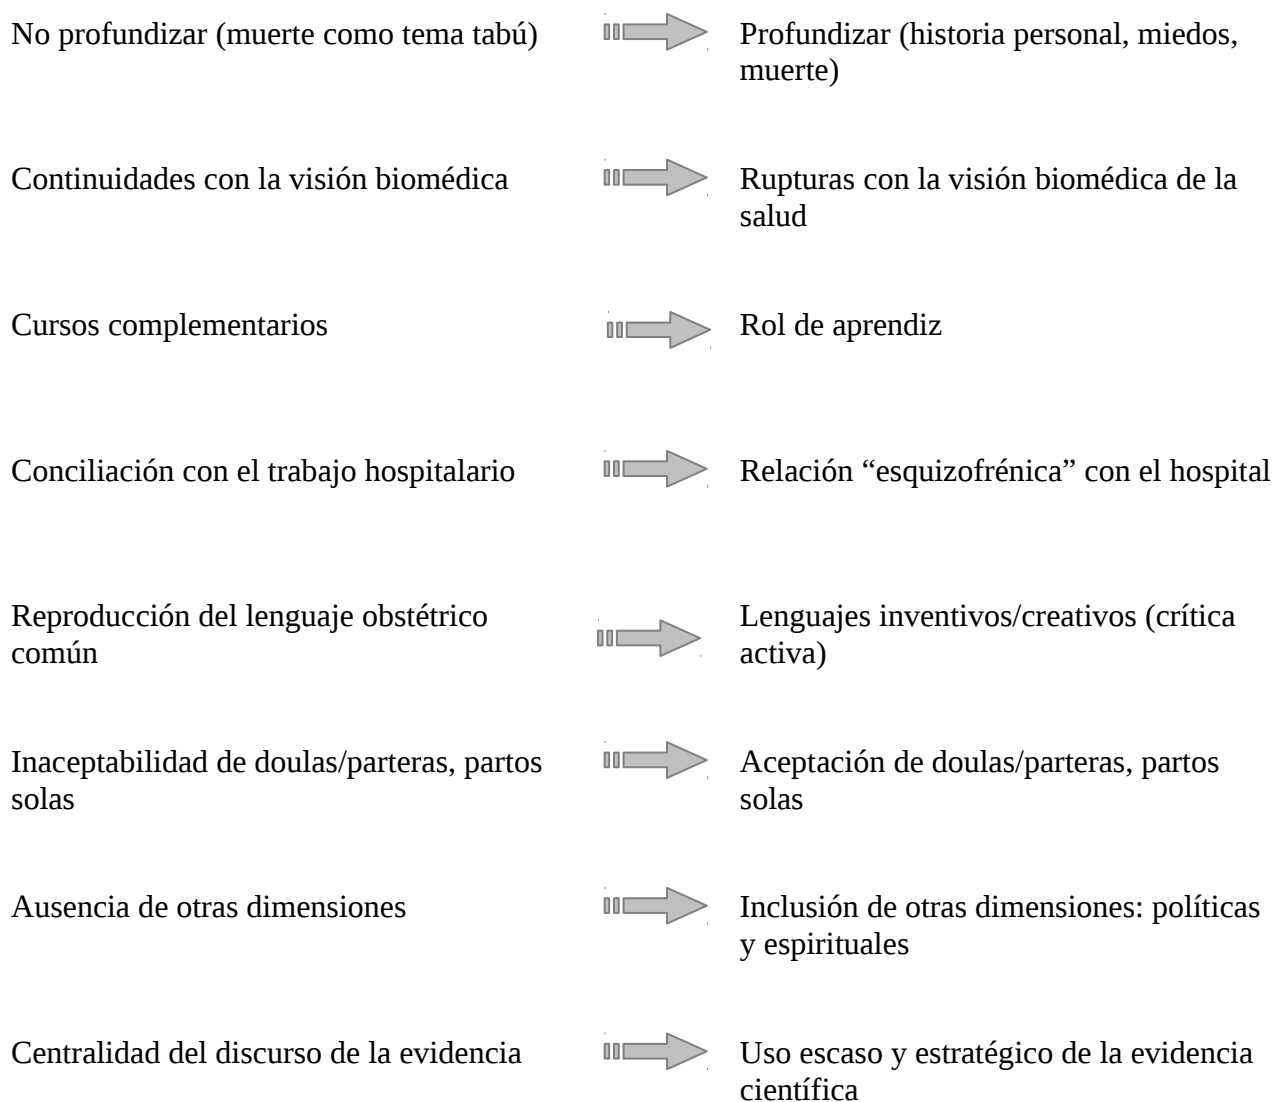 No profundizar (muerte como tema tabú)
Profundizar (historia personal, miedos,
muerte)
Continuidades con la visión biomédica
Rupturas con la visión biomédica de la
salud
Cursos complementarios
Rol de aprendiz
Conciliación con el trabajo hospitalario
Relación “esquizofrénica” con el hospital
Reproducción del lenguaje obstétrico
común
Lenguajes inventivos/creativos (crítica
activa)
Inaceptabilidad de doulas/parteras, partos
solas
Aceptación de doulas/parteras, partos
solas
Ausencia de otras dimensiones
Inclusión de otras dimensiones: políticas
y espirituales
Centralidad del discurso de la evidencia
Uso escaso y estratégico de la evidencia
científica